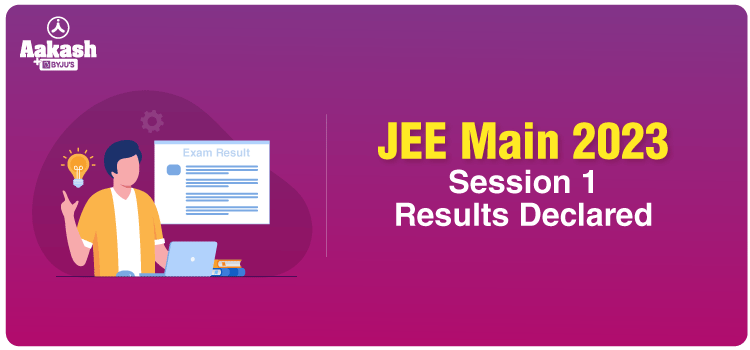 Aakash
+ BYJU'S
Exam Result
JEE Main 2023
Session 1
Results Declared